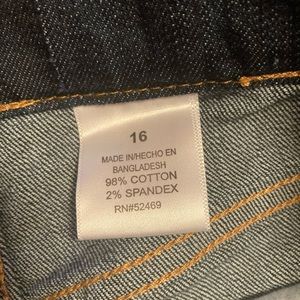 16
MADE IN/HECHO EN
BANGLADESH
98% COTTON
2% SPANDEX
RN#52469